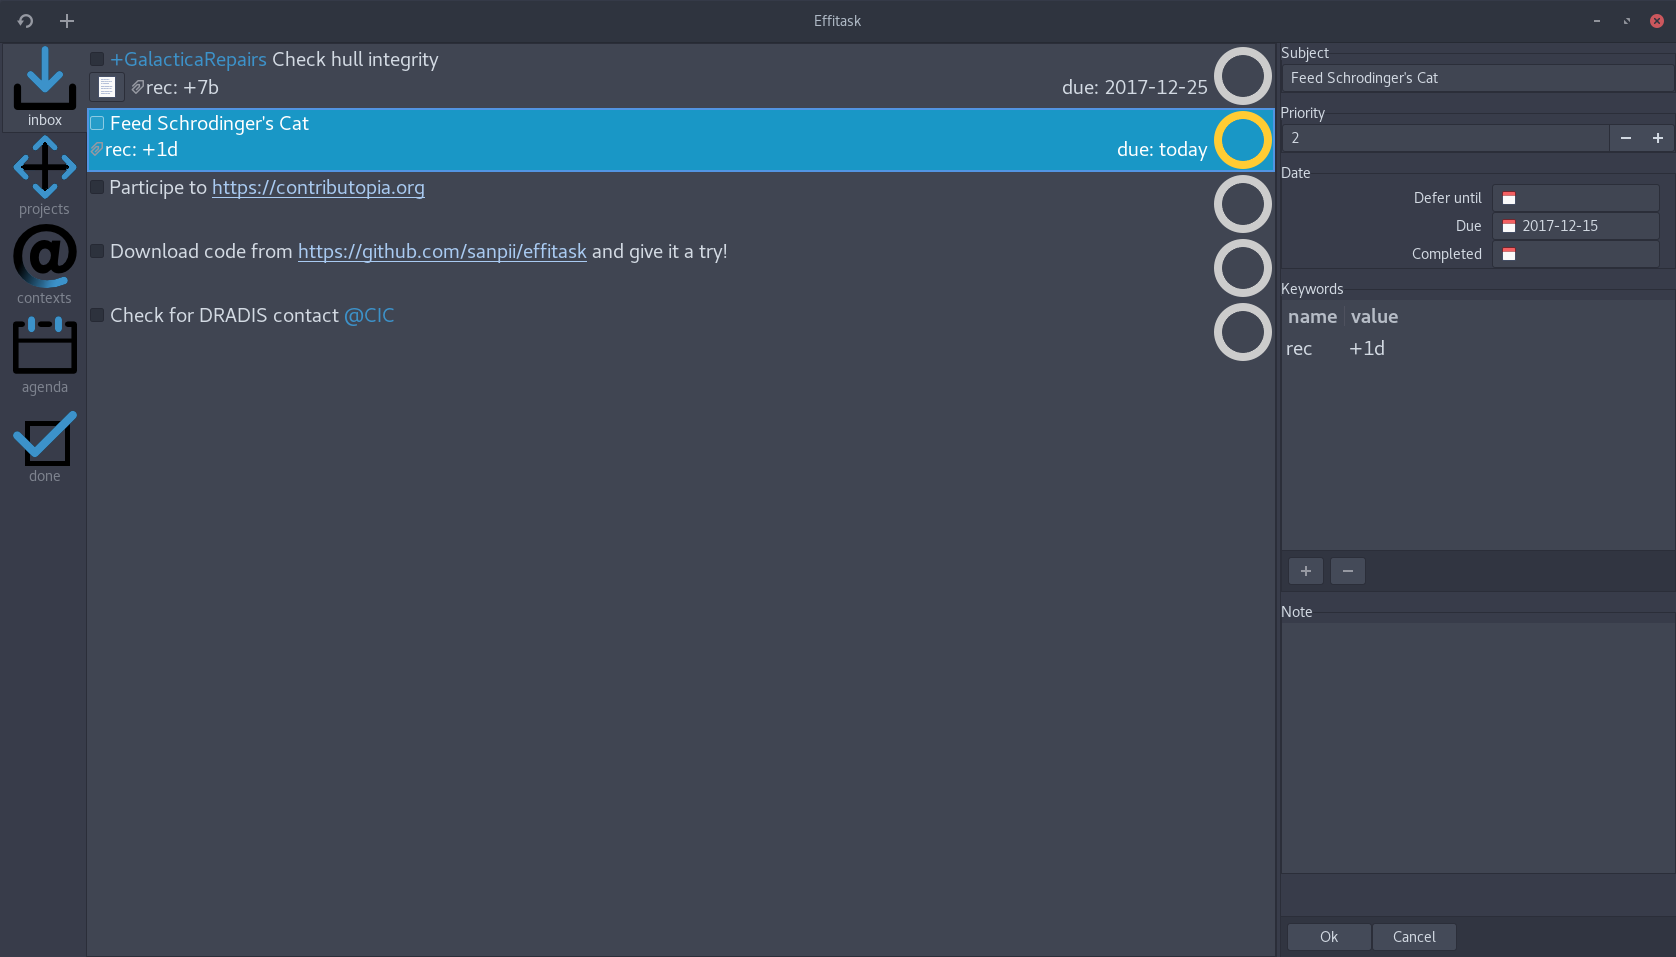 Effitask
inbox
projects
contexts
agenda
done
+GalacticaRepairs Check hull integrity
rec: +7b
due: 2017-12-25
Feed Schrodinger's Cat
rec: +1d
due: today
Participe to https://contributopia.org
Download code from https://github.com/sanpii/effitask and give it a try!
Check for DRADIS contact @CIC
Subject
Feed Schrodinger's Cat
Priority
2
Date
Defer until
Due 2017-12-15
Completed
Keywords
name value
rec +1d
Note
Ok Cancel